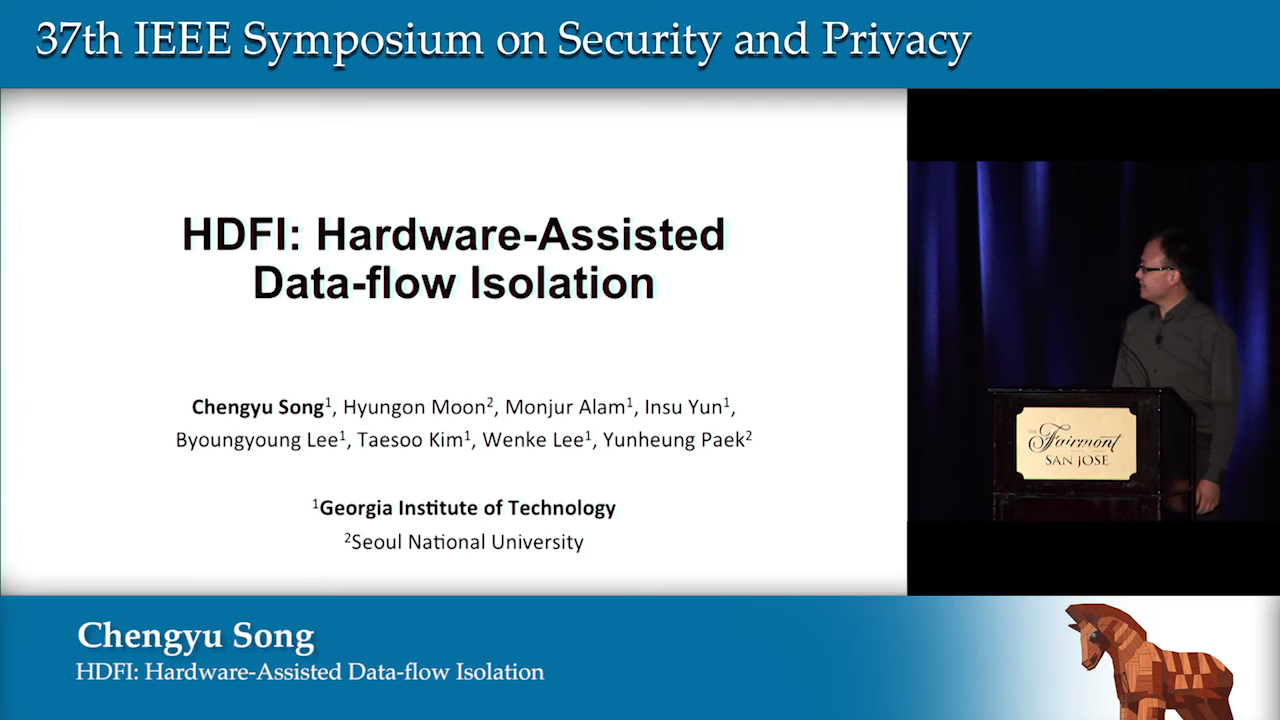 37th IEEE Symposium on Security and Privacy
HDFI: Hardware-Assisted
Data-flow Isolation
Chengyu Song1, Hyungon Moon2, Monjur Alam1, Insu Yun1,
Byoungyoung Lee1, Taesoo Kim1, Wenke Lee1, Yunheung Paek2
1Georgia Institute of Technology
2Seoul National University
THE
Fairmont
SAN JOSE
Chengyu Song
HDFI: Hardware-Assisted Data-flow Isolation